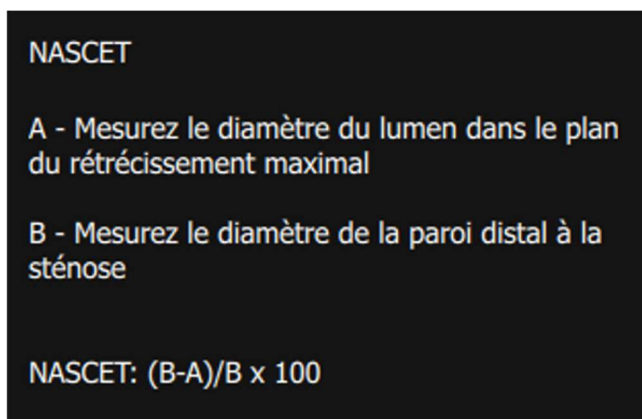 NASCET
A - Mesurez le diamètre du lumen dans le plan
du rétrécissement maximal
B - Mesurez le diamètre de la paroi distal à la
sténose
NASCET: (B-A)/B x 100